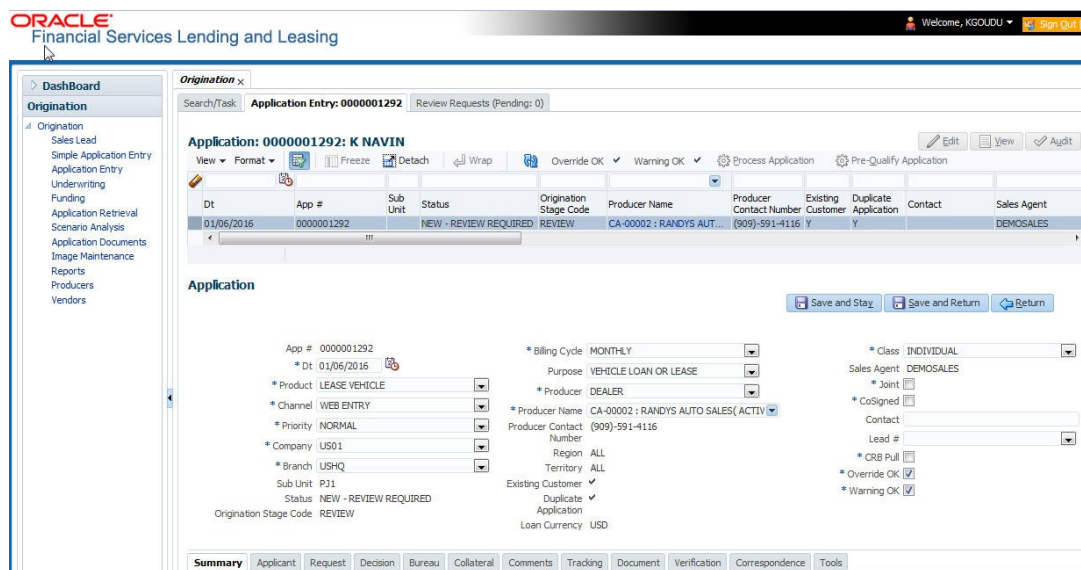 ORACLE
Financial Services Lending and Leasing
Welcome, KGOUDU
Sign Out
DashBoard
Origination
Origination
Sales Lead
Simple Application Entry
Application Entry
Underwriting
Funding
Application Retrieval
Scenario Analysis
Application Documents
Image Maintenance
Reports
Producers
Vendors
Origination x
Search/Task Application Entry: 0000001292 Review Requests (Pending: 0)
Application: 0000001292: K NAVIN
Edit View Audit
View Format Freeze Detach Wrap Override OK Warning OK Process Application Pre-Qualify Application
Dt App # Sub Unit Status Origination Stage Code Producer Name Producer Contact Number Existing Customer Duplicate Application Contact Sales Agent
01/06/2016 0000001292 NEW - REVIEW REQUIRED REVIEW CA-00002 : RANDYS AUT... (909)-591-4116 Y Y DEMOSALES
Application
Save and Stay Save and Return Return
App # 0000001292
* Dt 01/06/2016
* Product LEASE VEHICLE
* Channel WEB ENTRY
* Priority NORMAL
* Company US01
* Branch USHQ
Sub Unit PJ1
Status NEW - REVIEW REQUIRED
Origination Stage Code REVIEW
* Billing Cycle MONTHLY
Purpose VEHICLE LOAN OR LEASE
* Producer DEALER
* Producer Name CA-00002 : RANDYS AUTO SALES( ACTIV
Producer Contact Number (909)-591-4116
Region ALL
Territory ALL
Existing Customer
Duplicate Application
Loan Currency USD
* Class INDIVIDUAL
Sales Agent DEMOSALES
* Joint
* CoSigned
Contact
Lead #
* CRB Pull
* Override OK
* Warning OK
Summary Applicant Request Decision Bureau Collateral Comments Tracking Document Verification Correspondence Tools